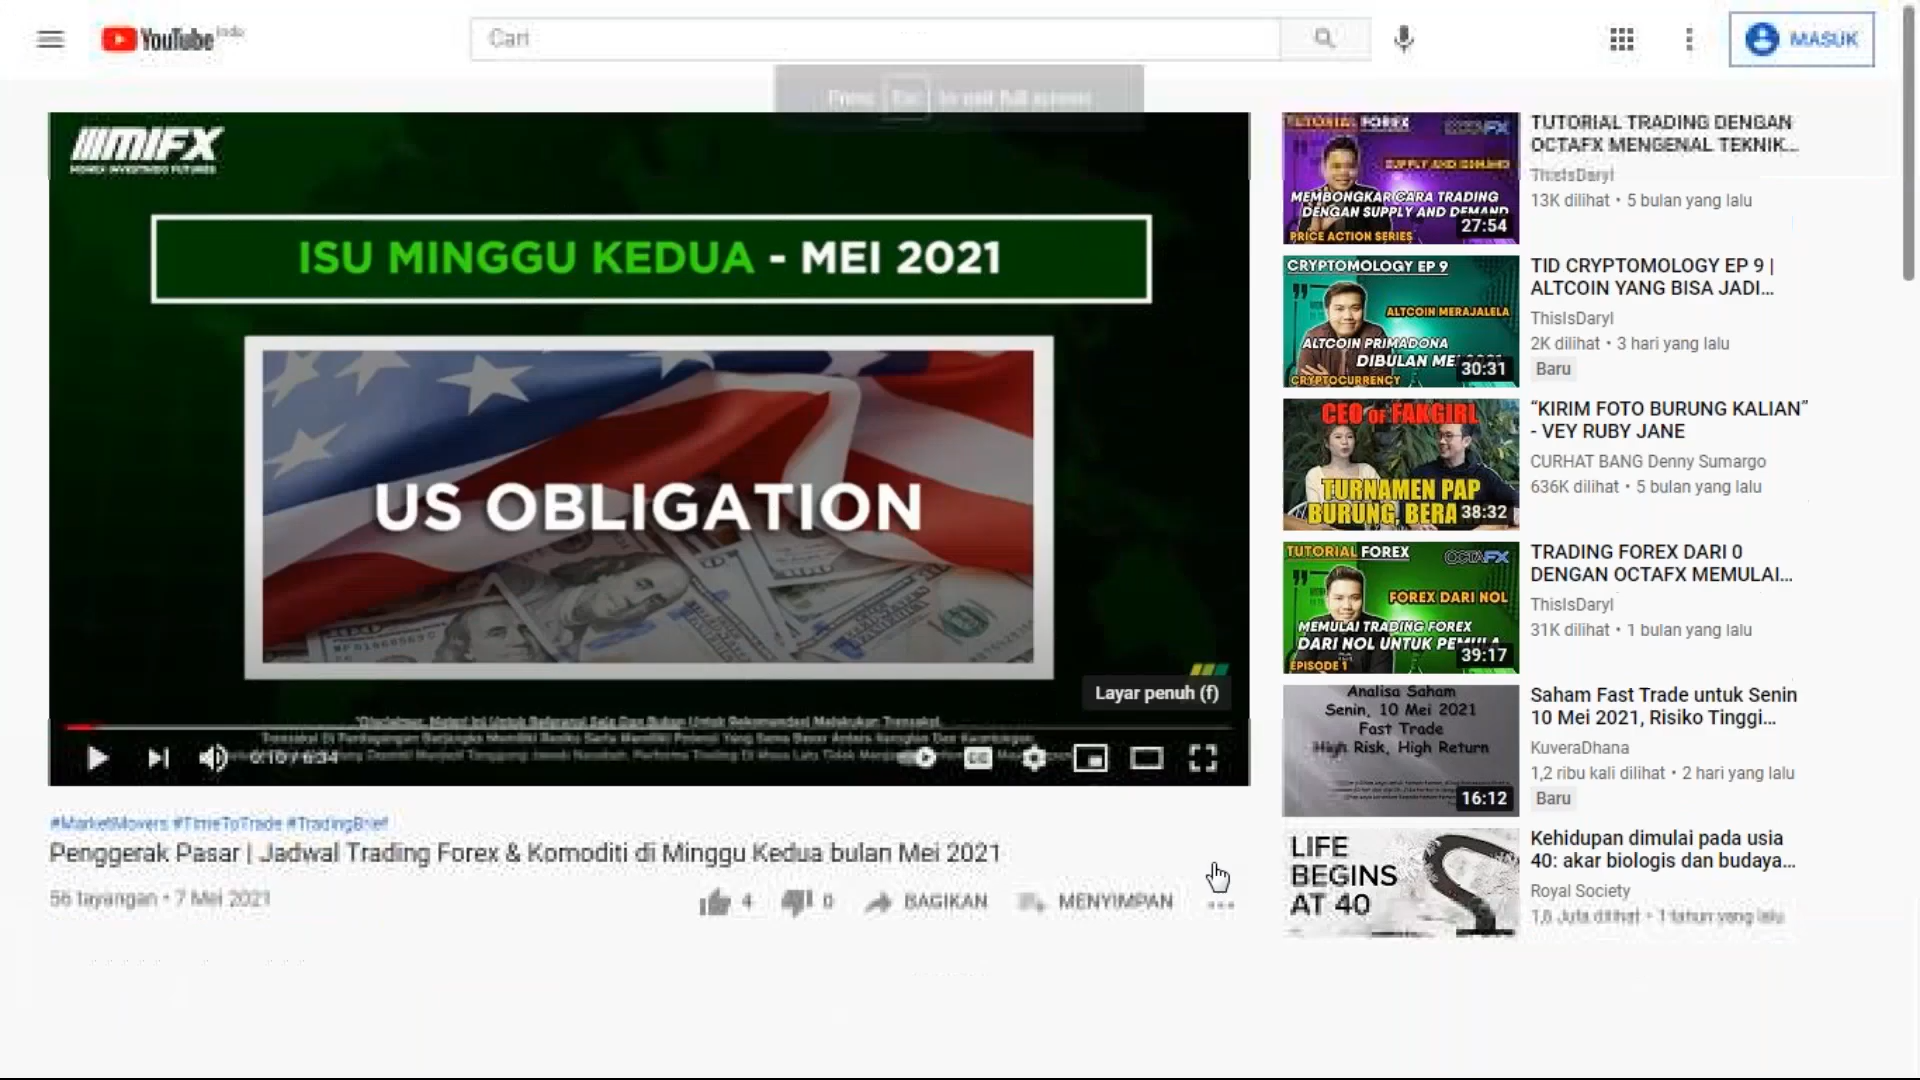 YouTube
Cari
MASUK
Press Esc to exit full screen
MIFX
MONEX INVESTINDO FUTURES
ISU MINGGU KEDUA - MEI 2021
US OBLIGATION
Layar penuh (f)
0:10 / 6:34
#MarketMovers #TimeToTrade #TradingBrief
Penggerak Pasar | Jadwal Trading Forex & Komoditi di Minggu Kedua bulan Mei 2021
56 tayangan • 7 Mei 2021
4
0
BAGIKAN
MENYIMPAN
TUTORIAL FOREX
OCTAFX
SUPPLY AND DEMAND
MEMBONGKAR CARA TRADING
DENGAN SUPPLY AND DEMAND
PRICE ACTION SERIES
27:54
TUTORIAL TRADING DENGAN
OCTAFX MENGENAL TEKNIK...
ThisIsDaryl
13K dilihat • 5 bulan yang lalu
CRYPTOMOLOGY EP 9
ALTCOIN MERAJALELA
ALTCOIN PRIMADONA
DIBULAN MEI
CRYPTOCURRENCY
30:31
TID CRYPTOMOLOGY EP 9 |
ALTCOIN YANG BISA JADI...
ThisIsDaryl
2K dilihat • 3 hari yang lalu
Baru
CEO OF FAKGIRL
TURNAMEN PAP
BURUNG, BERA
38:32
“KIRIM FOTO BURUNG KALIAN”
- VEY RUBY JANE
CURHAT BANG Denny Sumargo
636K dilihat • 5 bulan yang lalu
TUTORIAL FOREX
OCTAFX
FOREX DARI NOL
MEMULAI TRADING FOREX
DARI NOL UNTUK PEMULA
EPISODE 1
39:17
TRADING FOREX DARI 0
DENGAN OCTAFX MEMULAI...
ThisIsDaryl
31K dilihat • 1 bulan yang lalu
Analisa Saham
Senin, 10 Mei 2021
Fast Trade
High Risk, High Return
16:12
Saham Fast Trade untuk Senin
10 Mei 2021, Risiko Tinggi...
KuveraDhana
1,2 ribu kali dilihat • 2 hari yang lalu
Baru
LIFE
BEGINS
AT 40
Kehidupan dimulai pada usia
40: akar biologis dan budaya...
Royal Society
1,6 Juta dilihat • 1 tahun yang lalu